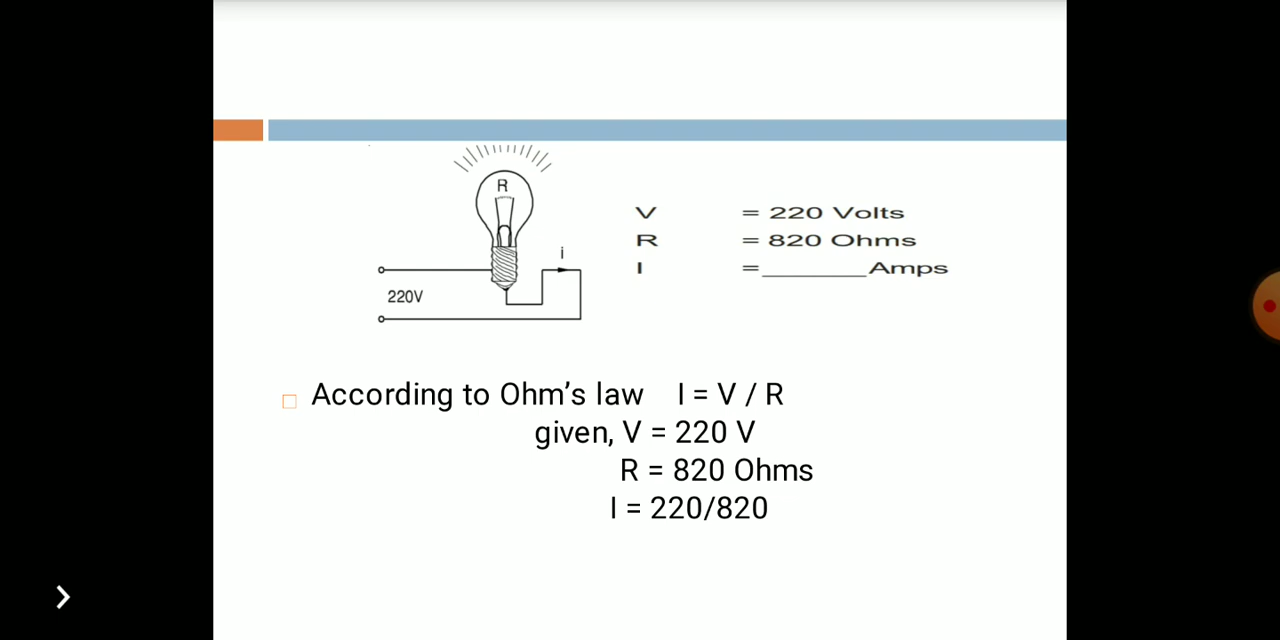 R
V = 220 Volts
R = 820 Ohms
i
I =________Amps
220V
According to Ohm's law I = V / R
given, V = 220 V
R = 820 Ohms
I = 220/820